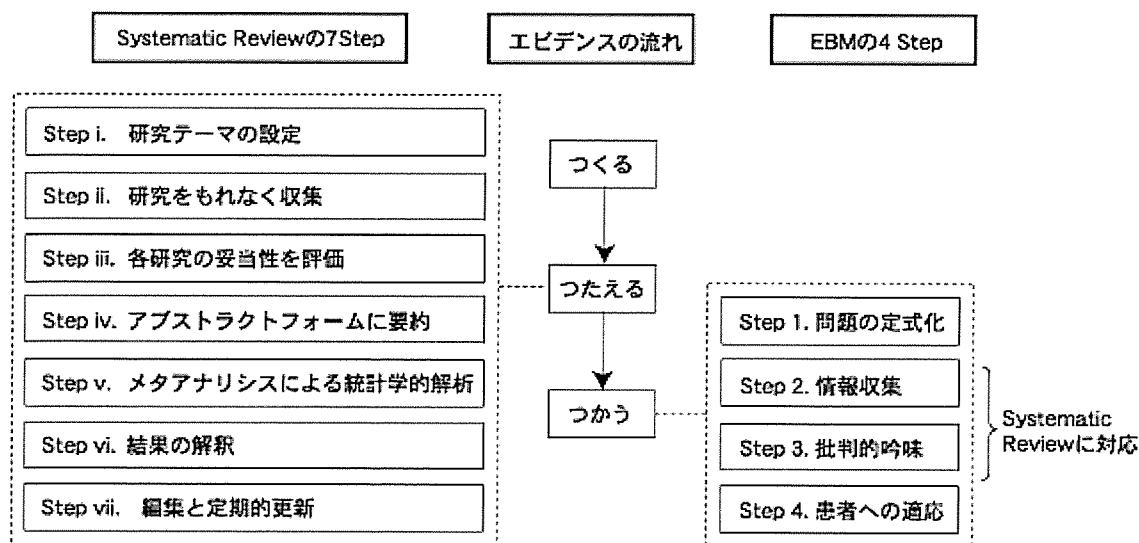 Systematic Reviewの7Step
エビデンスの流れ
EBMの4 Step
Step i. 研究テーマの設定
Step ii. 研究をもれなく収集
Step iii. 各研究の妥当性を評価
Step iv. アブストラクトフォームに要約
Step v. メタアナリシスによる統計学的解析
Step vi. 結果の解釈
Step vii. 編集と定期的更新
つくる
つたえる
つかう
Step 1. 問題の定式化
Step 2. 情報収集
Step 3. 批判的吟味
Step 4. 患者への適応
Systematic
Reviewに対応